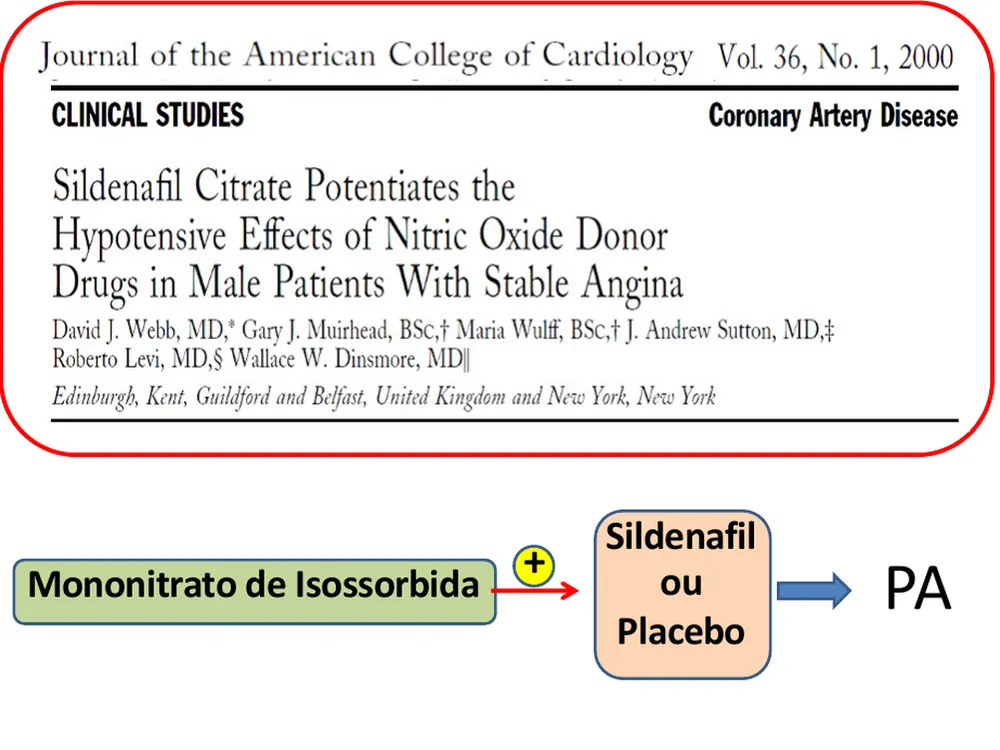 Journal of the American College of Cardiology Vol. 36, No. 1, 2000
CLINICAL STUDIES Coronary Artery Disease
Sildenafil Citrate Potentiates the
Hypotensive Effects of Nitric Oxide Donor
Drugs in Male Patients With Stable Angina
David J. Webb, MD,* Gary J. Muirhead, BSc,† Maria Wulff, BSc,† J. Andrew Sutton, MD,‡
Roberto Levi, MD,§ Wallace W. Dinsmore, MD‖
Edinburgh, Kent, Guildford and Belfast, United Kingdom and New York, New York
Mononitrato de Isossorbida
+
Sildenafil
ou
Placebo
PA